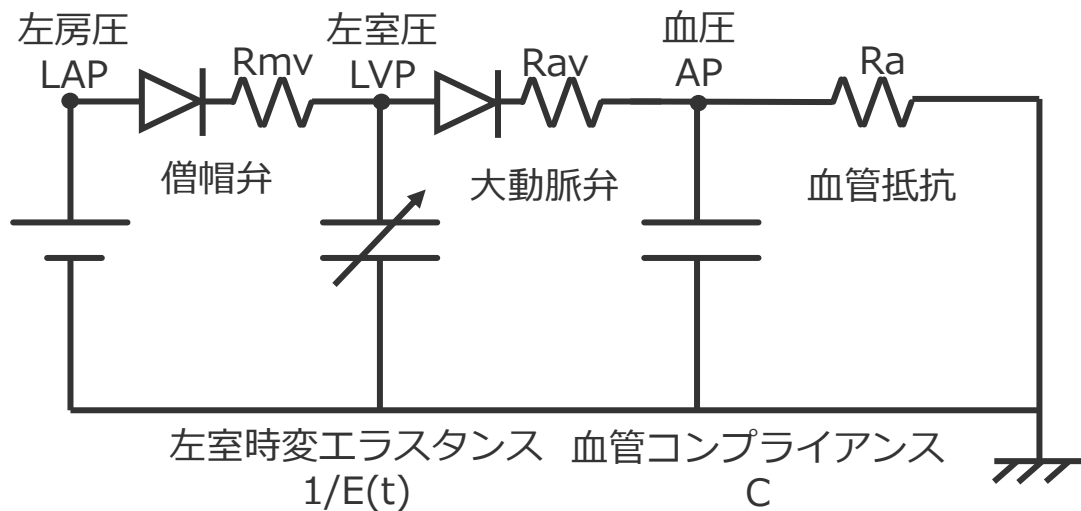 左房圧
LAP
Rmv
左室圧
LVP
Rav
血圧
AP
Ra
僧帽弁
大動脈弁
血管抵抗
左室時変エラスタンス
1/E(t)
血管コンプライアンス
C